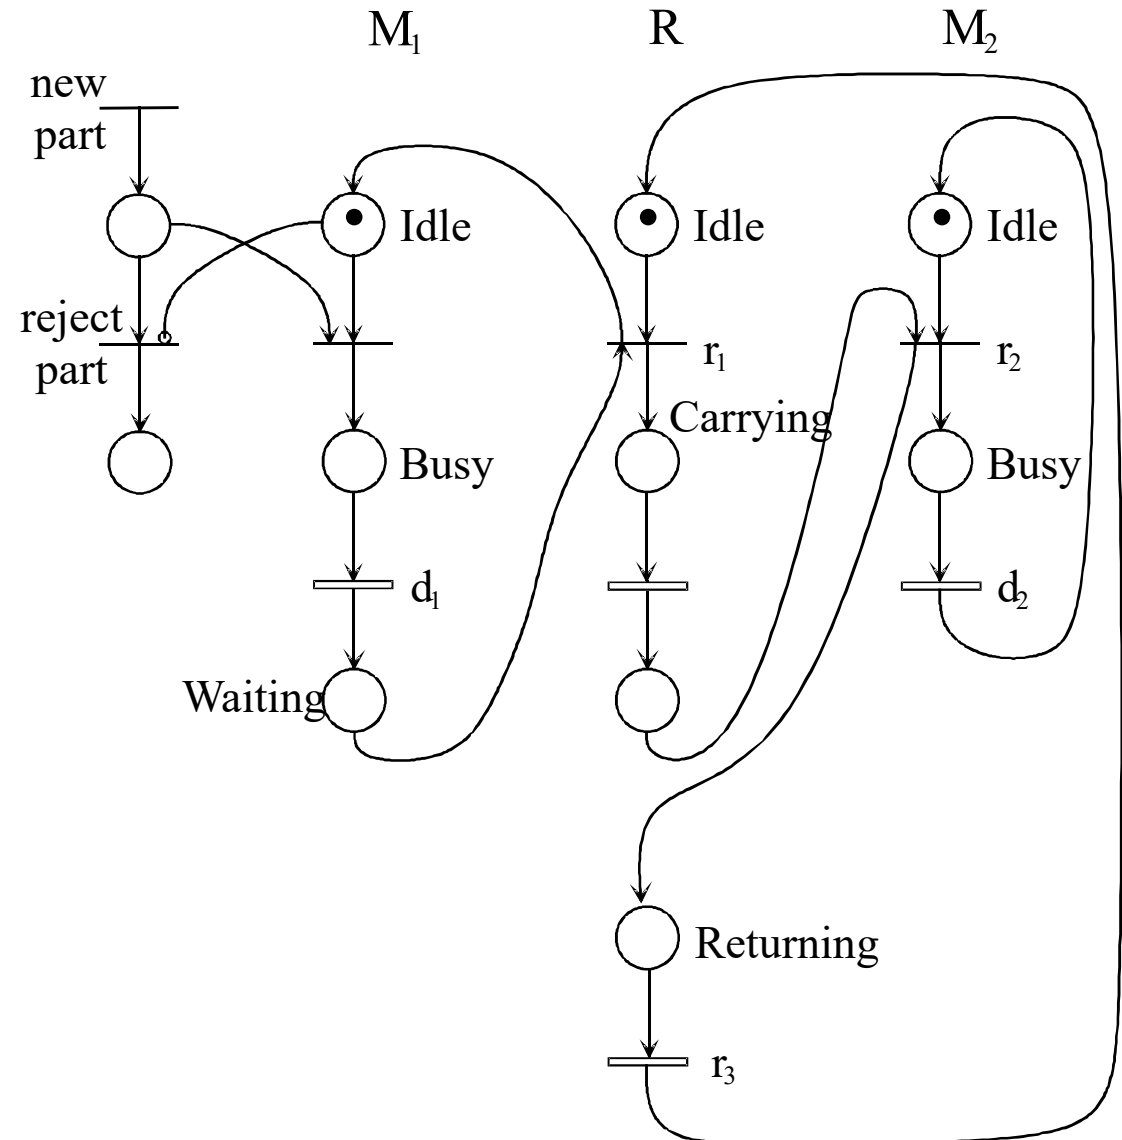 M₁
R
M₂
new
part
Idle
Idle
Idle
reject
part
r₁
r₂
Carrying
Busy
Busy
d₁
d₂
Waiting
Returning
r₃